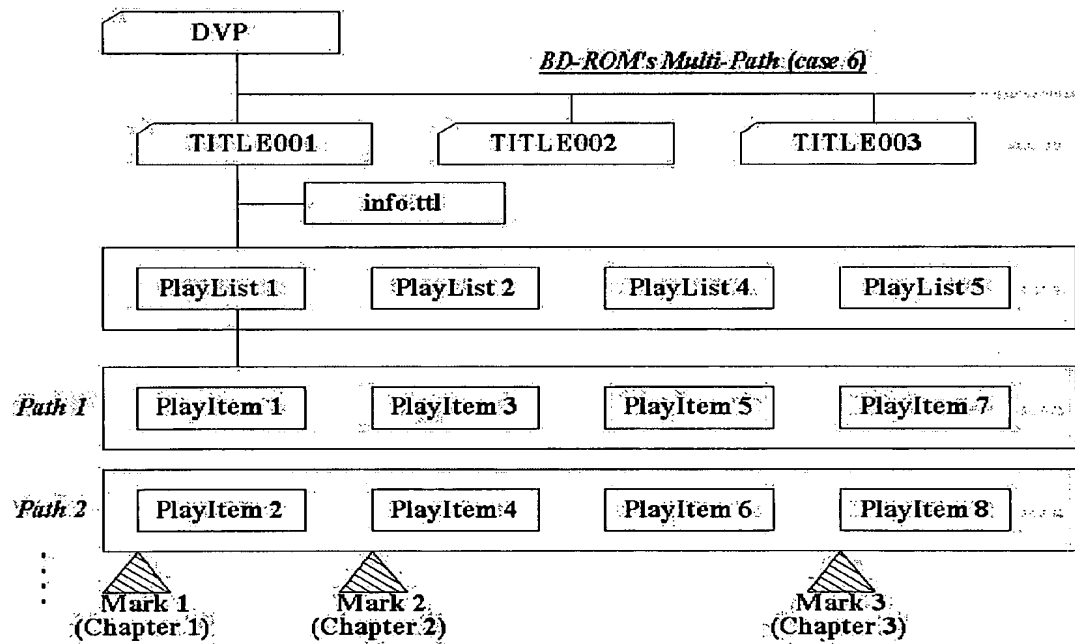 DVP
BD-ROM's Multi-Path (case 6)
TITLE001
TITLE002
TITLE003
info.ttl
PlayList 1
PlayList 2
PlayList 4
PlayList 5
Path 1
PlayItem 1
PlayItem 3
PlayItem 5
PlayItem 7
Path 2
PlayItem 2
PlayItem 4
PlayItem 6
PlayItem 8
Mark 1
(Chapter 1)
Mark 2
(Chapter 2)
Mark 3
(Chapter 3)